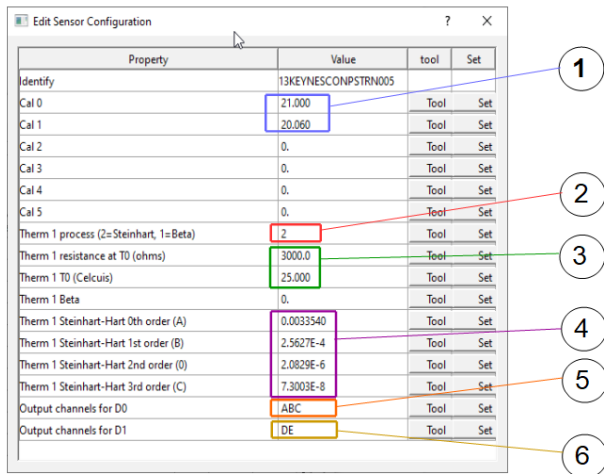 Edit Sensor Configuration ? ×
Property Value tool Set
Identify 13KEYNESCONPSTRN005
Cal 0 21.000 Tool Set
Cal 1 20.060 Tool Set
Cal 2 0. Tool Set
Cal 3 0. Tool Set
Cal 4 0. Tool Set
Cal 5 0. Tool Set
Therm 1 process (2=Steinhart, 1=Beta) 2 Tool Set
Therm 1 resistance at T0 (ohms) 3000.0 Tool Set
Therm 1 T0 (Celcuis) 25.000 Tool Set
Therm 1 Beta 0. Tool Set
Therm 1 Steinhart-Hart 0th order (A) 0.0033540 Tool Set
Therm 1 Steinhart-Hart 1st order (B) 2.5627E-4 Tool Set
Therm 1 Steinhart-Hart 2nd order (0) 2.0829E-6 Tool Set
Therm 1 Steinhart-Hart 3rd order (C) 7.3003E-8 Tool Set
Output channels for D0 ABC Tool Set
Output channels for D1 DE Tool Set
1
2
3
4
5
6